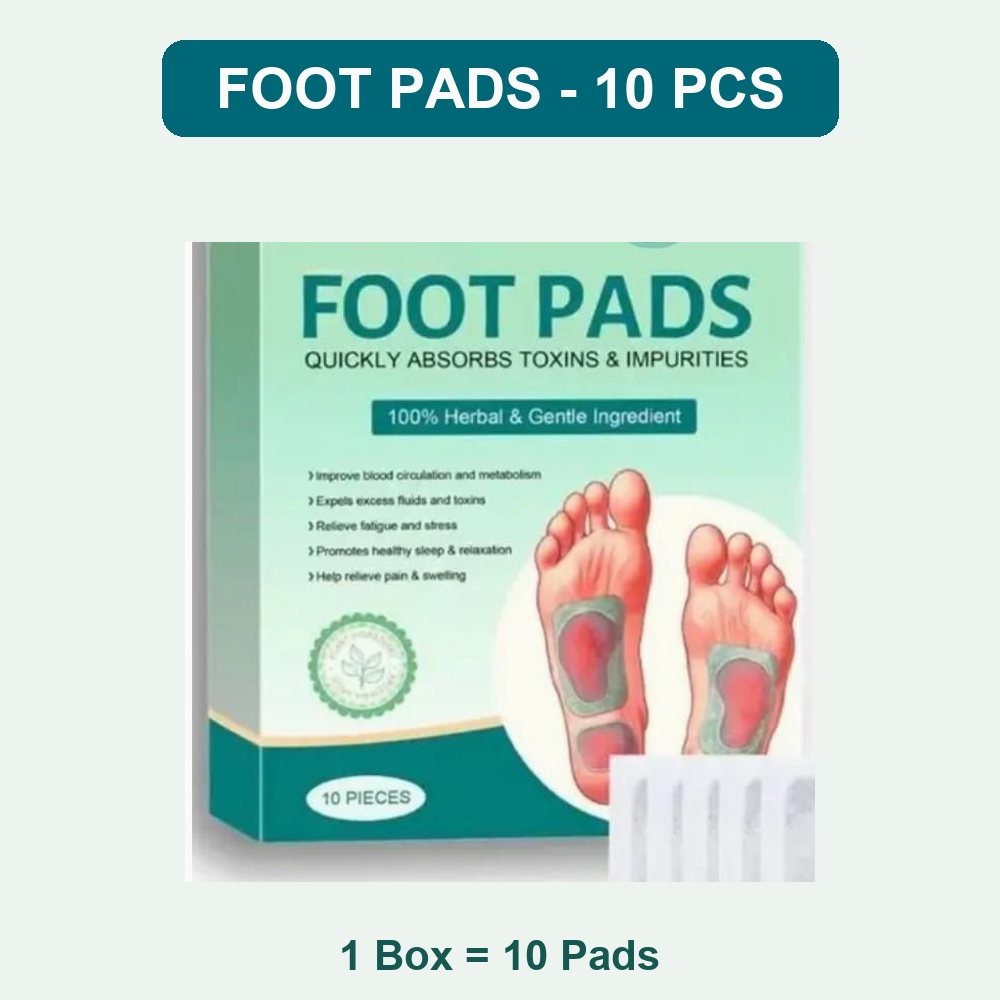 FOOT PADS - 10 PCS
FOOT PADS
QUICKLY ABSORBS TOXINS & IMPURITIES
100% Herbal & Gentle Ingredient
Improve blood circulation and metabolism
Expels excess fluids and toxins
Relieve fatigue and stress
Promotes healthy sleep & relaxation
Help relieve pain & swelling
10 PIECES
1 Box = 10 Pads